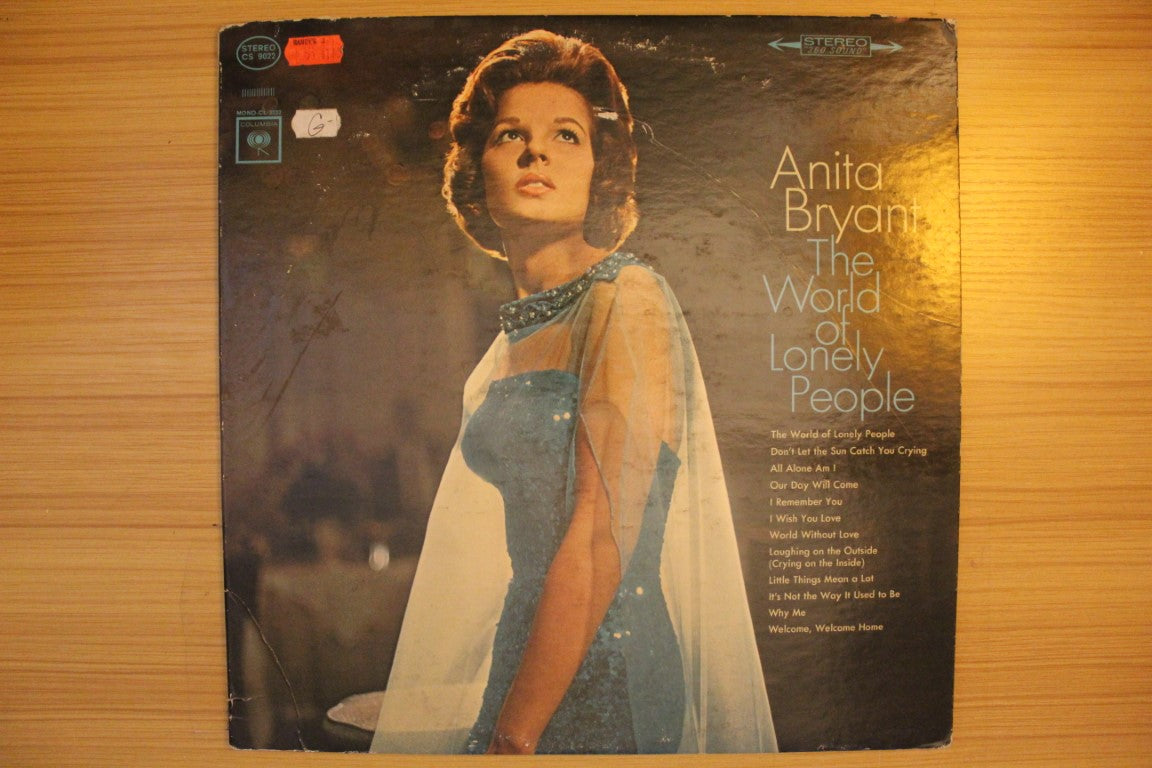 STEREO
CS 9022
MONO-CL 2222
COLUMBIA
G-
STEREO
360 SOUND
Anita
Bryant
The
World
of
Lonely
People
The World of Lonely People
Don't Let the Sun Catch You Crying
All Alone Am I
Our Day Will Come
I Remember You
I Wish You Love
World Without Love
Laughing on the Outside
(Crying on the Inside)
Little Things Mean a Lot
It's Not the Way It Used to Be
Why Me
Welcome, Welcome Home